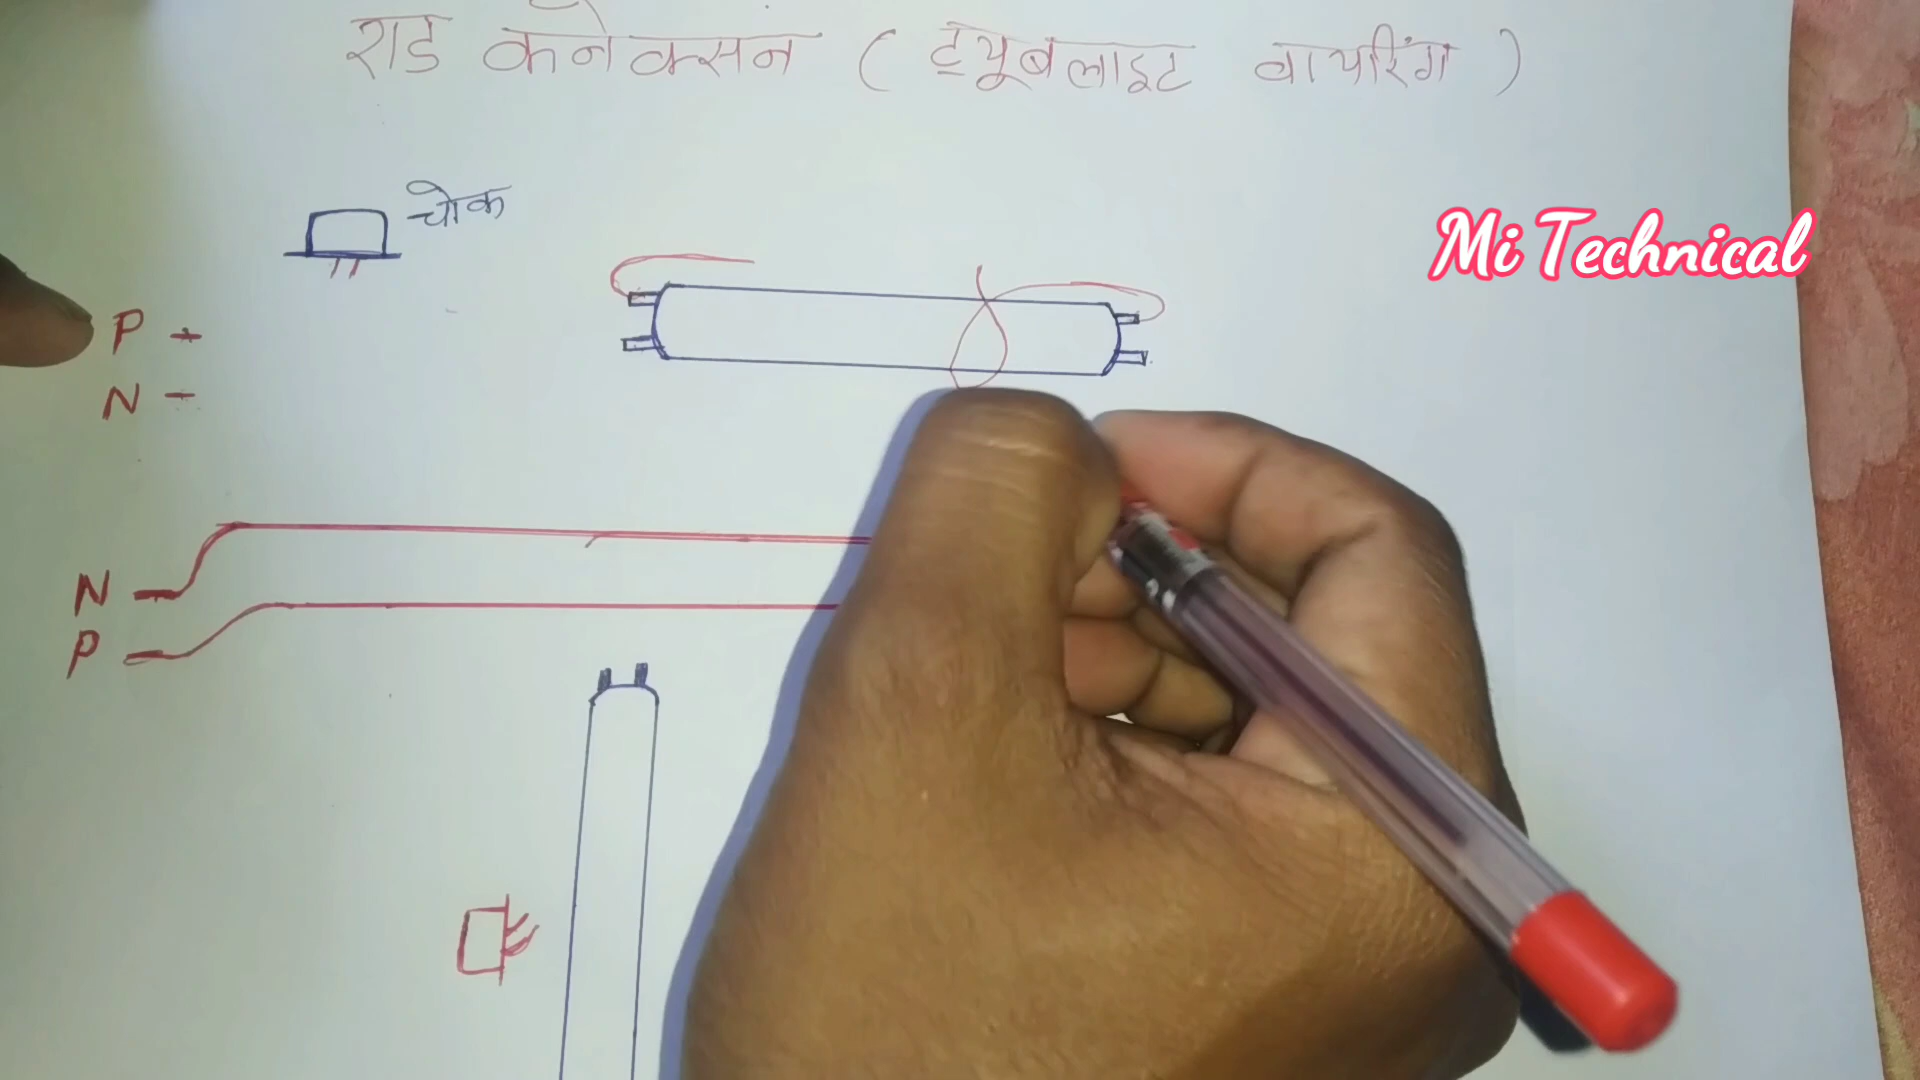 राड कनेक्सन ( ट्यूबलाइट वायरिंग )
चोक
Mi Technical
P +
N -
N
P